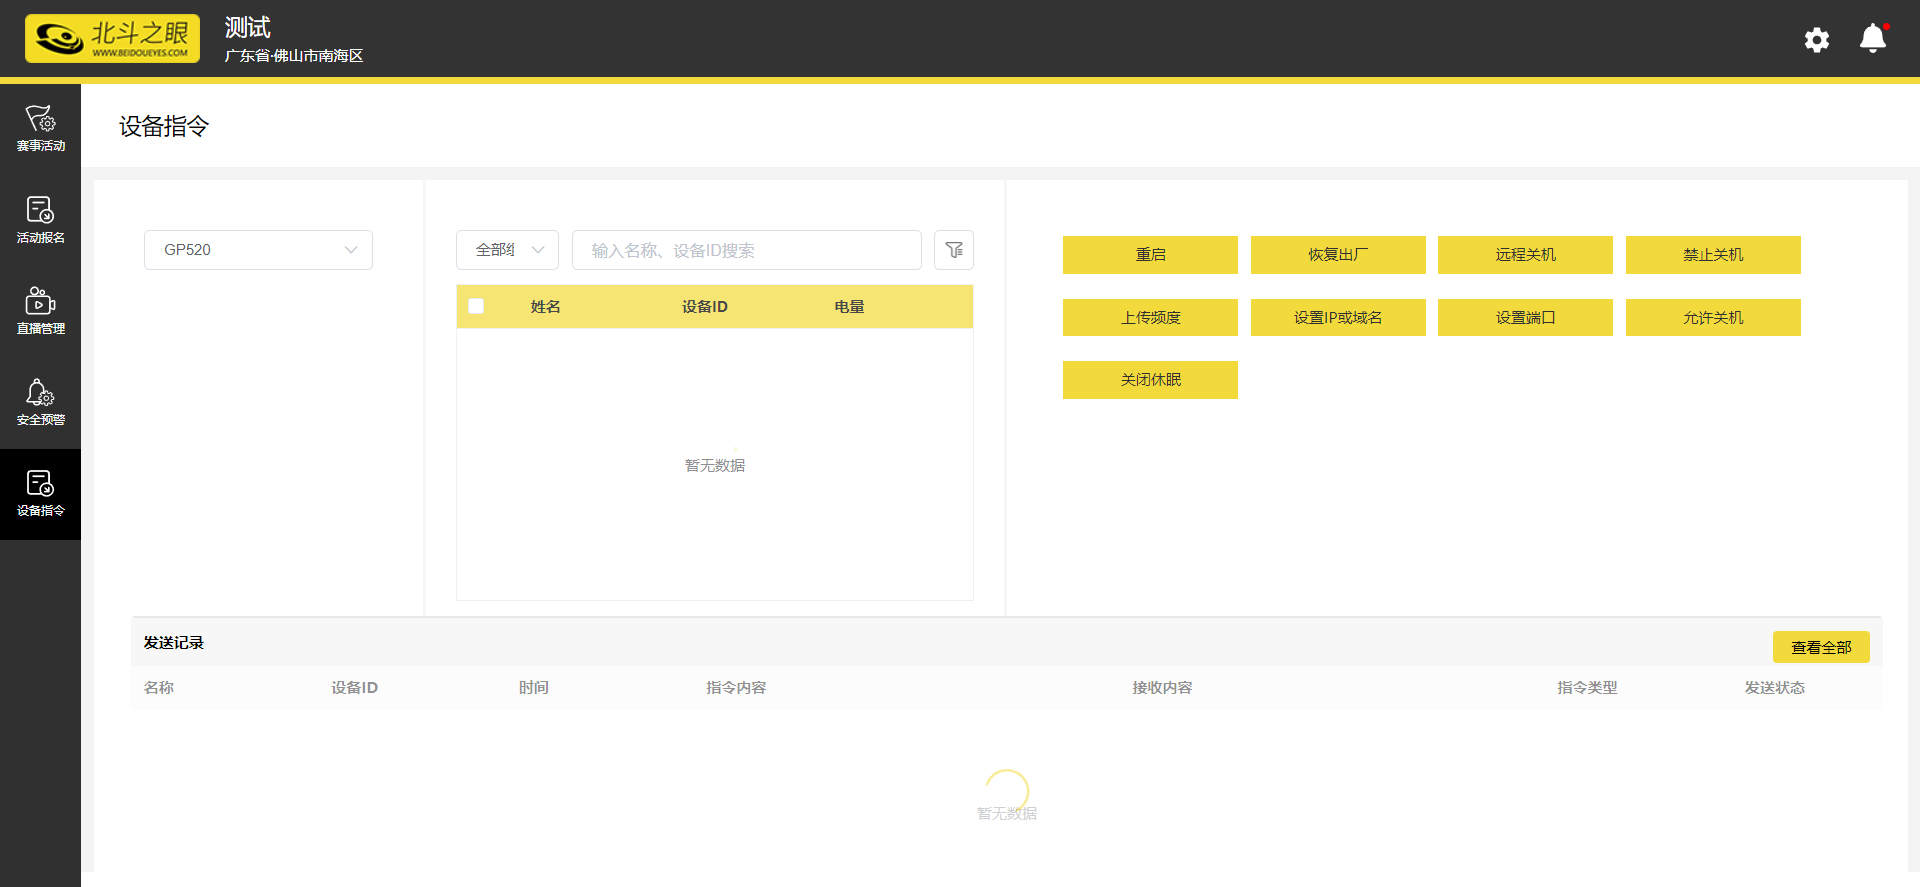 北斗之眼
WWW.BEIDOUEYES.COM
测试
广东省·佛山市南海区
赛事活动
活动报名
直播管理
安全预警
设备指令
设备指令
GP520
全部组
输入名称、设备ID搜索
姓名 设备ID 电量
暂无数据
重启 恢复出厂 远程关机 禁止关机
上传频度 设置IP或域名 设置端口 允许关机
关闭休眠
发送记录
查看全部
名称 设备ID 时间 指令内容 接收内容 指令类型 发送状态
暂无数据